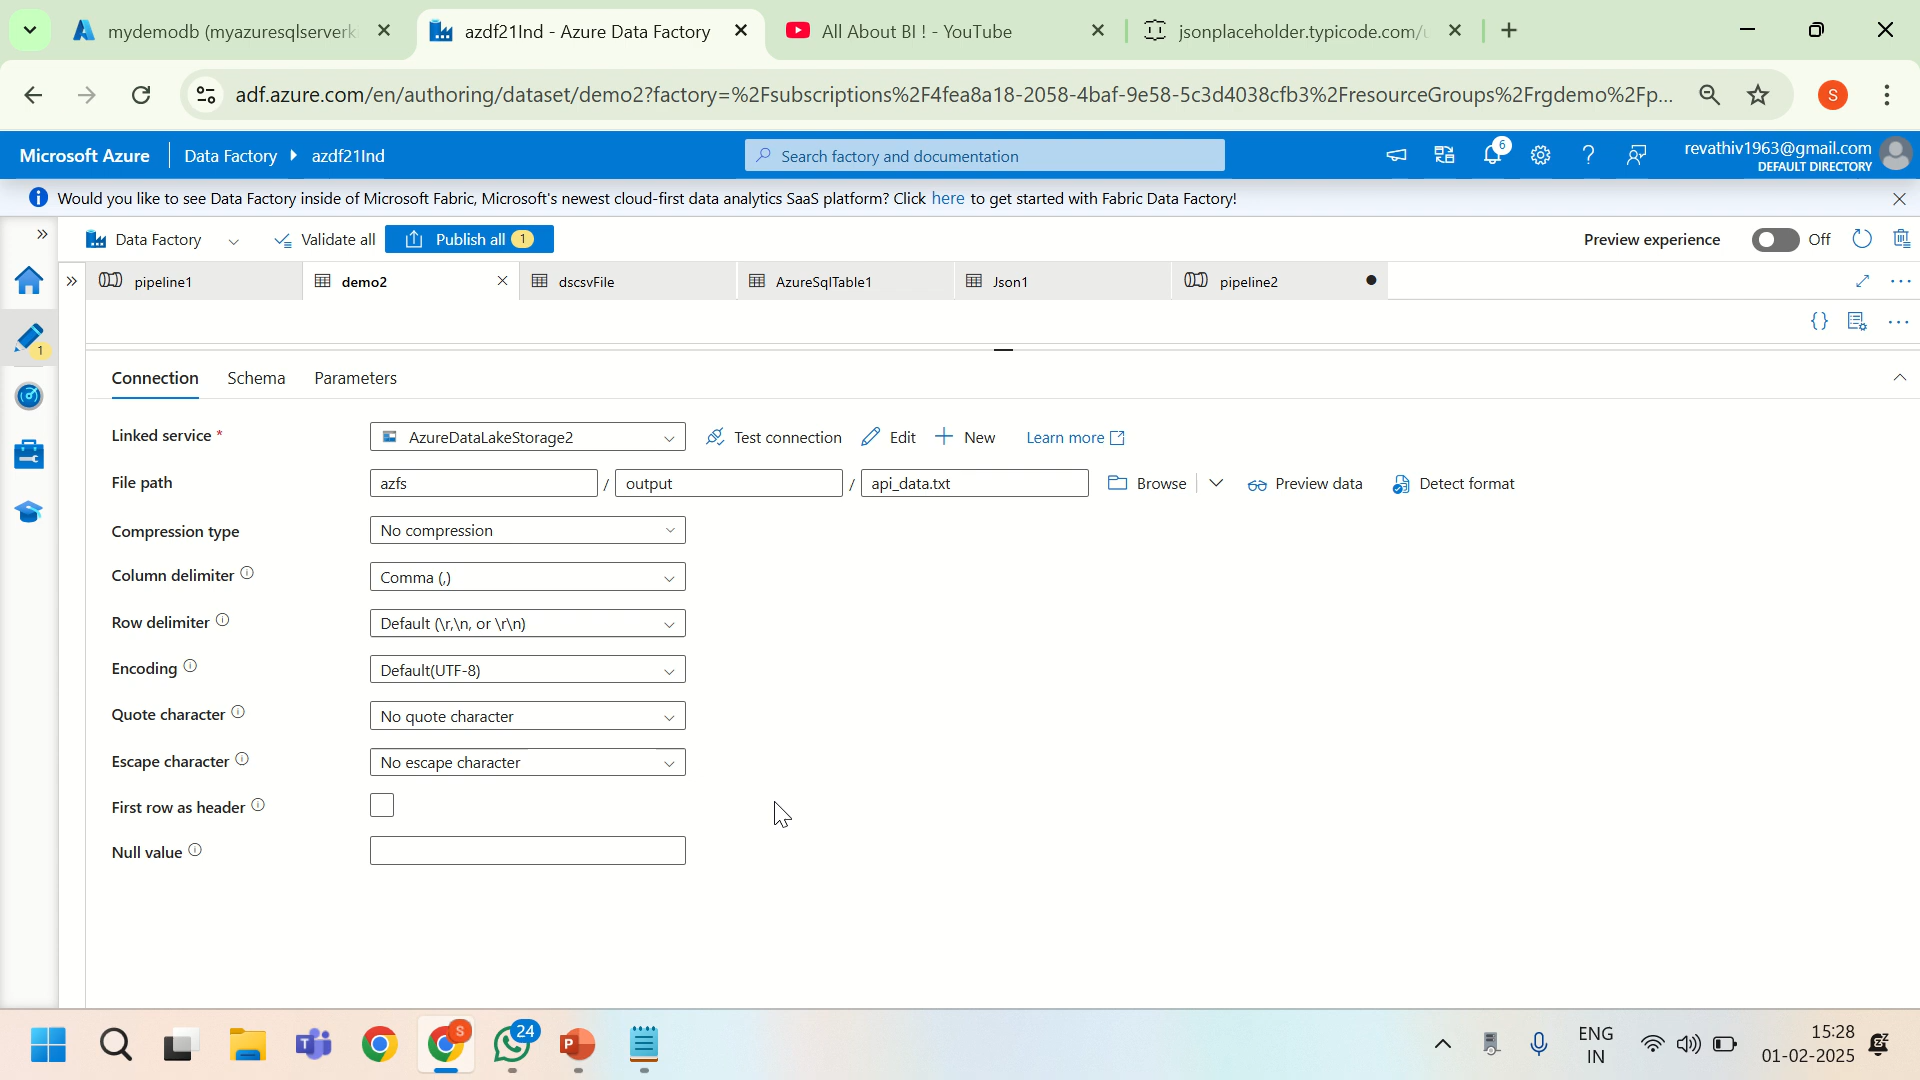 mydemodb (myazuresqlserverk
azdf21Ind - Azure Data Factory
All About BI ! - YouTube
jsonplaceholder.typicode.com/u
adf.azure.com/en/authoring/dataset/demo2?factory=%2Fsubscriptions%2F4fea8a18-2058-4baf-9e58-5c3d4038cfb3%2FresourceGroups%2Frgdemo%2Fp...
S
Microsoft Azure
Data Factory
azdf21Ind
Search factory and documentation
6
revathiv1963@gmail.com
DEFAULT DIRECTORY
Would you like to see Data Factory inside of Microsoft Fabric, Microsoft's newest cloud-first data analytics SaaS platform? Click here to get started with Fabric Data Factory!
Data Factory
Validate all
Publish all 1
Preview experience
Off
pipeline1
demo2
dscsvFile
AzureSqlTable1
Json1
pipeline2
1
Connection
Schema
Parameters
Linked service *
AzureDataLakeStorage2
Test connection
Edit
New
Learn more
File path
azfs / output / api_data.txt
Browse
Preview data
Detect format
Compression type
No compression
Column delimiter
Comma (,)
Row delimiter
Default (\r,\n, or \r\n)
Encoding
Default(UTF-8)
Quote character
No quote character
Escape character
No escape character
First row as header
Null value
S
24
ENG
IN
15:28
01-02-2025